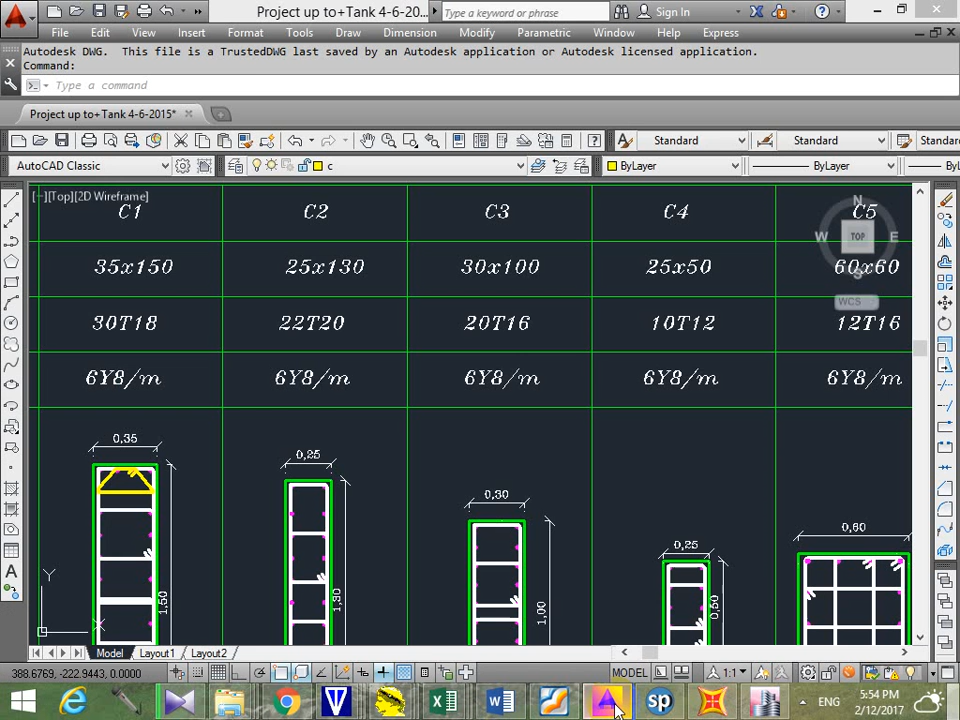 Project up to+Tank 4-6-20...
Type a keyword or phrase
Sign In
File Edit View Insert Format Tools Draw Dimension Modify Parametric Window Help Express
Autodesk DWG.  This file is a TrustedDWG last saved by an Autodesk application or Autodesk licensed application.
Command:
Type a command
Project up to+Tank 4-6-2015*
Standard Standard Standard
AutoCAD Classic c ByLayer ByLayer ByL
[−][Top][2D Wireframe]
N
W TOP E
S
WCS
C1 C2 C3 C4 C5
35x150 25x130 30x100 25x50 60x60
30T18 22T20 20T16 10T12 12T16
6Y8/m 6Y8/m 6Y8/m 6Y8/m 6Y8/m
0,35 0,25 0,30 0,25 0,60
1,50 1,30 1,00 0,50
Y
X
Model Layout1 Layout2
388.6769, -222.9443, 0.0000 MODEL 1:1
ENG 5:54 PM
2/12/2017